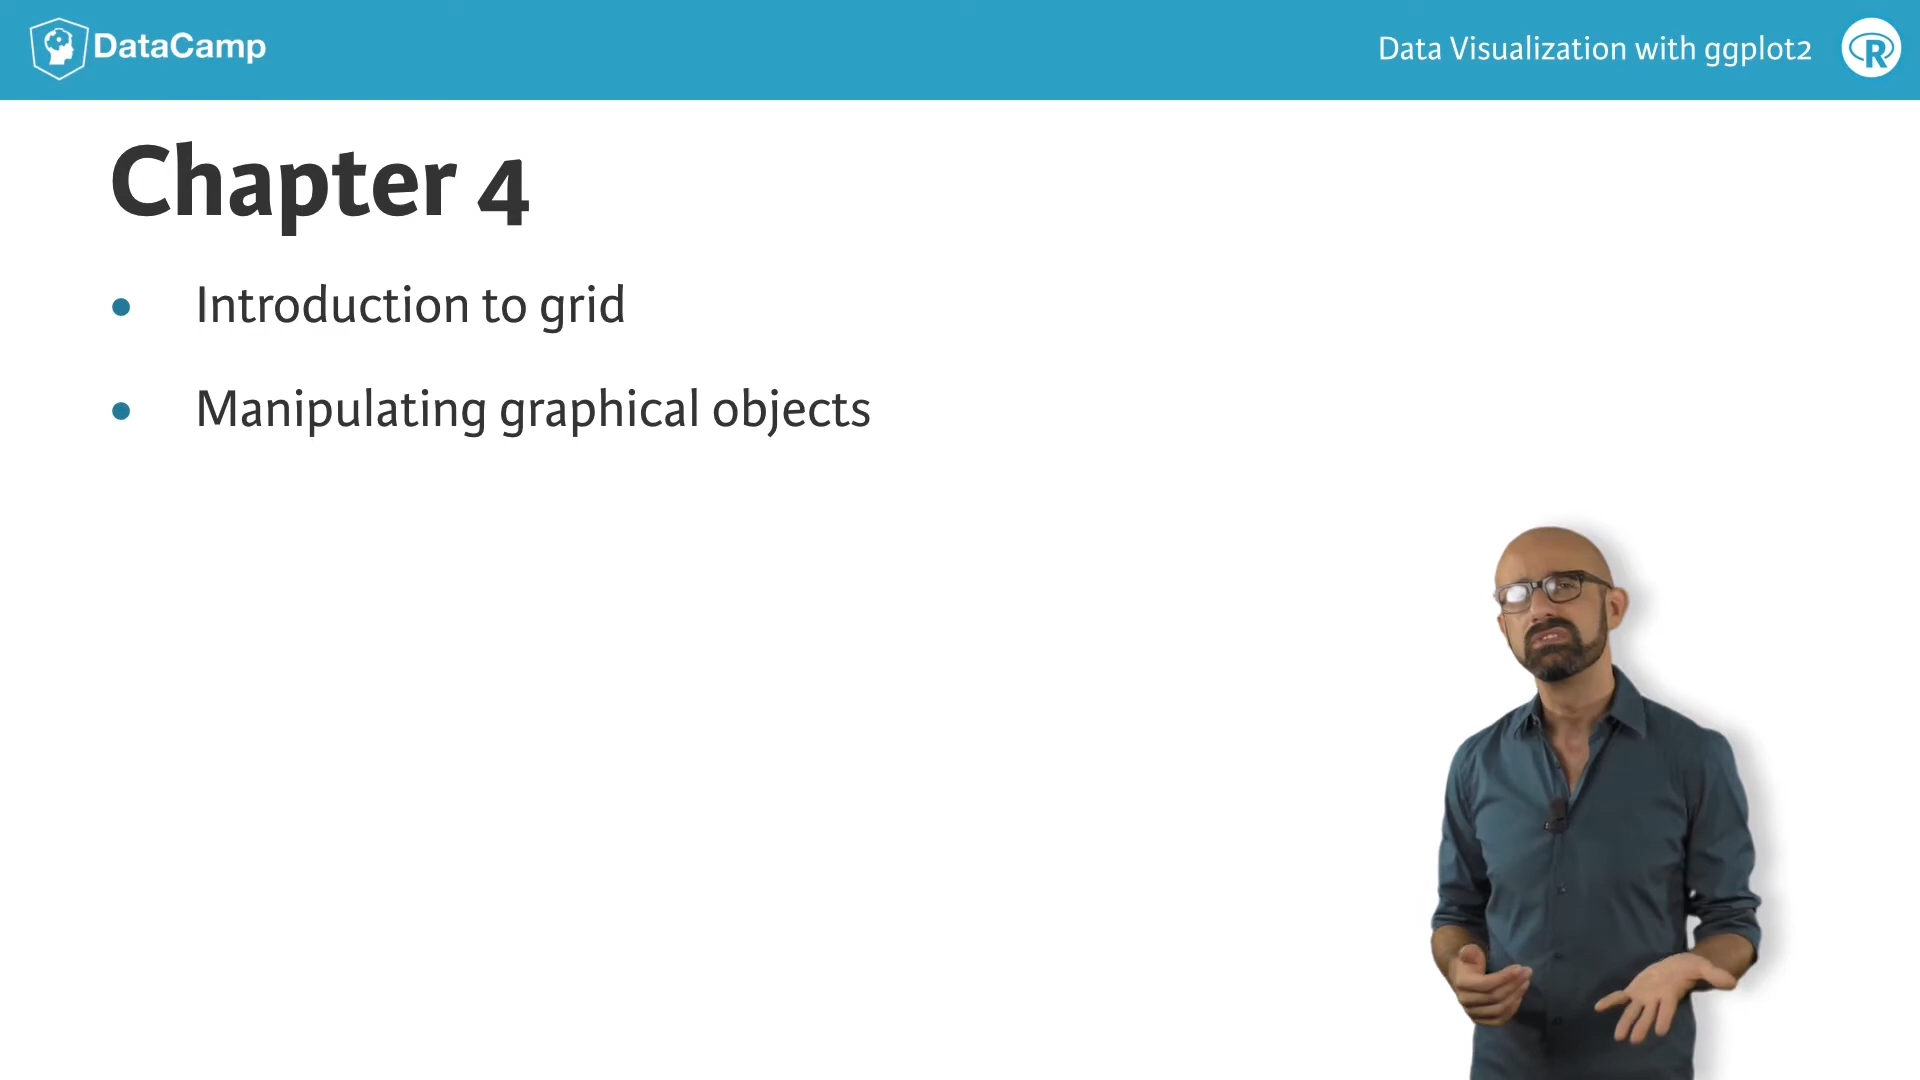 DataCamp
Data Visualization with ggplot2
R
Chapter 4
• Introduction to grid
• Manipulating graphical objects